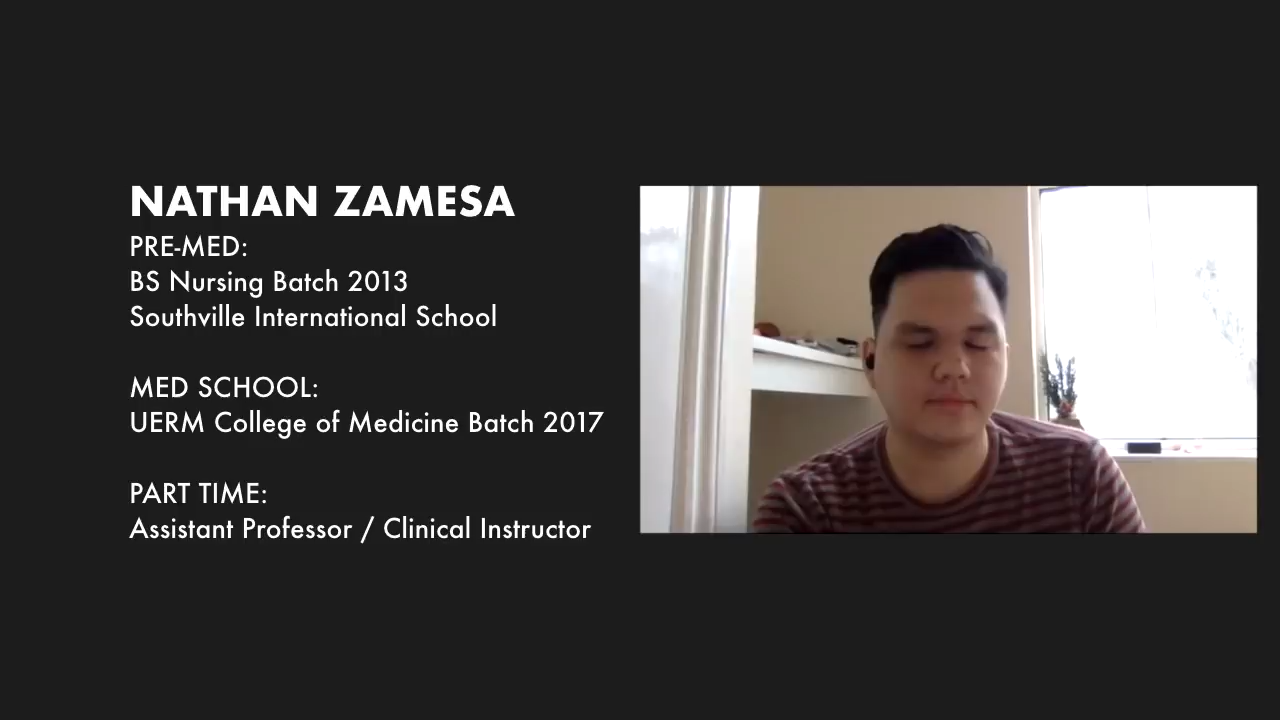 NATHAN ZAMESA
PRE-MED:
BS Nursing Batch 2013
Southville International School
MED SCHOOL:
UERM College of Medicine Batch 2017
PART TIME:
Assistant Professor / Clinical Instructor